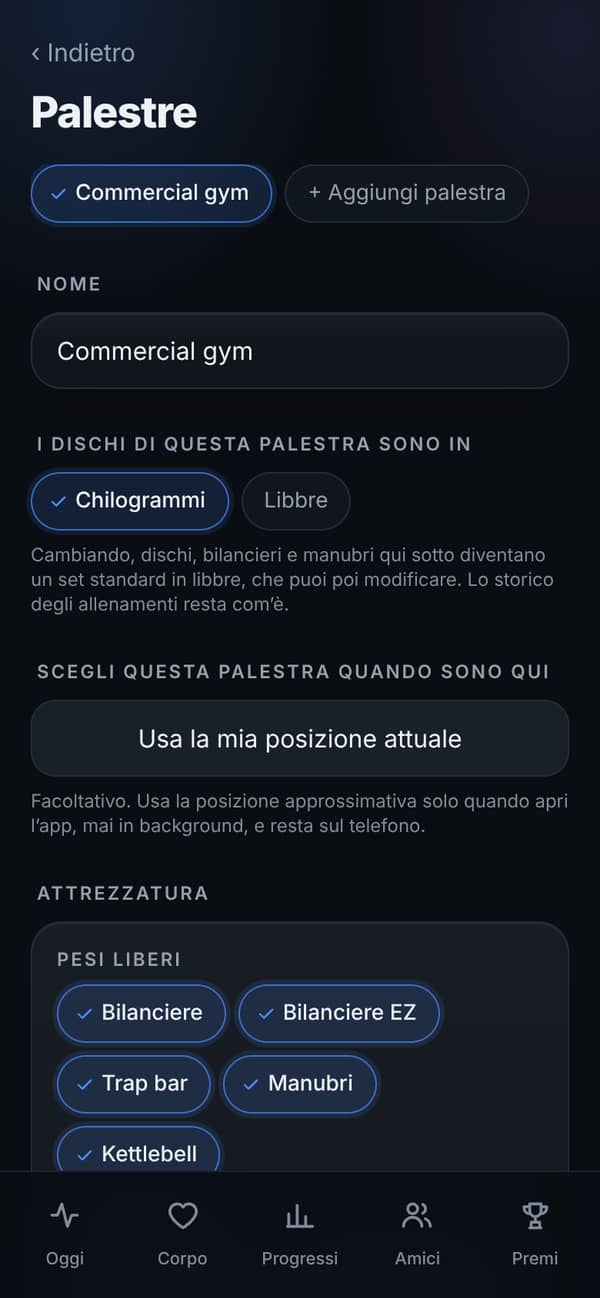 ‹ Indietro
Palestre
✓ Commercial gym
+ Aggiungi palestra
NOME
Commercial gym
I DISCHI DI QUESTA PALESTRA SONO IN
✓ Chilogrammi
Libbre
Cambiando, dischi, bilancieri e manubri qui sotto diventano
un set standard in libbre, che puoi poi modificare. Lo storico
degli allenamenti resta com’è.
SCEGLI QUESTA PALESTRA QUANDO SONO QUI
Usa la mia posizione attuale
Facoltativo. Usa la posizione approssimativa solo quando apri
l’app, mai in background, e resta sul telefono.
ATTREZZATURA
PESI LIBERI
✓ Bilanciere
✓ Bilanciere EZ
✓ Trap bar
✓ Manubri
✓ Kettlebell
Oggi
Corpo
Progressi
Amici
Premi